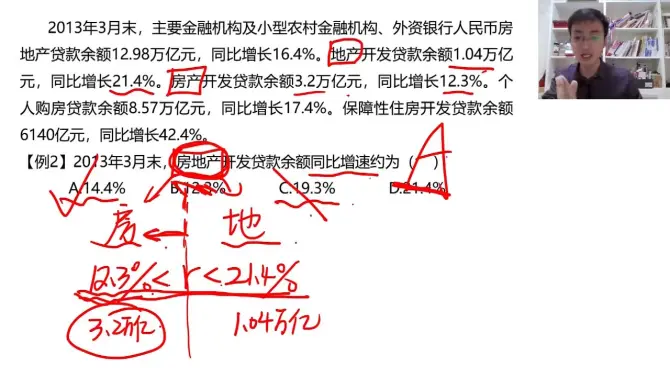 2013年3月末，主要金融机构及小型农村金融机构、外资银行人民币房
地产贷款余额12.98万亿元，同比增长16.4%。地产开发贷款余额1.04万亿
元，同比增长21.4%。房产开发贷款余额3.2万亿元，同比增长12.3%。个
人购房贷款余额8.57万亿元，同比增长17.4%。保障性住房开发贷款余额
6140亿元，同比增长42.4%。
【例2】2013年3月末，房地产开发贷款余额同比增速约为（ ）
A
A.14.4% B.12.3% C.19.3% D.21.4%
房 地
12.3% < r < 21.4%
3.2万亿 1.04万亿